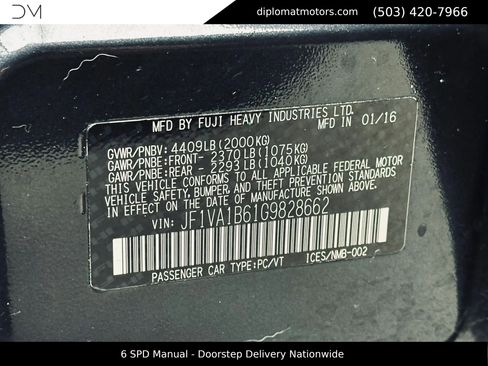 DM
diplomatmotors.com (503) 420-7966
MFD BY FUJI HEAVY INDUSTRIES LTD.
MFD IN 01/16
GVWR/PNBV: 4409LB(2000KG)
GAWR/PNBE:FRONT- 2370LB(1075KG)
GAWR/PNBE:REAR - 2293LB(1040KG)
THIS VEHICLE CONFORMS TO ALL APPLICABLE FEDERAL MOTOR
VEHICLE SAFETY, BUMPER, AND THEFT PREVENTION STANDARDS
IN EFFECT ON THE DATE OF MANUFACTURE SHOWN ABOVE.
VIN: JF1VA1B61G9828662
PASSENGER CAR TYPE:PC/VT ICES/NMB-002
6 SPD Manual - Doorstep Delivery Nationwide